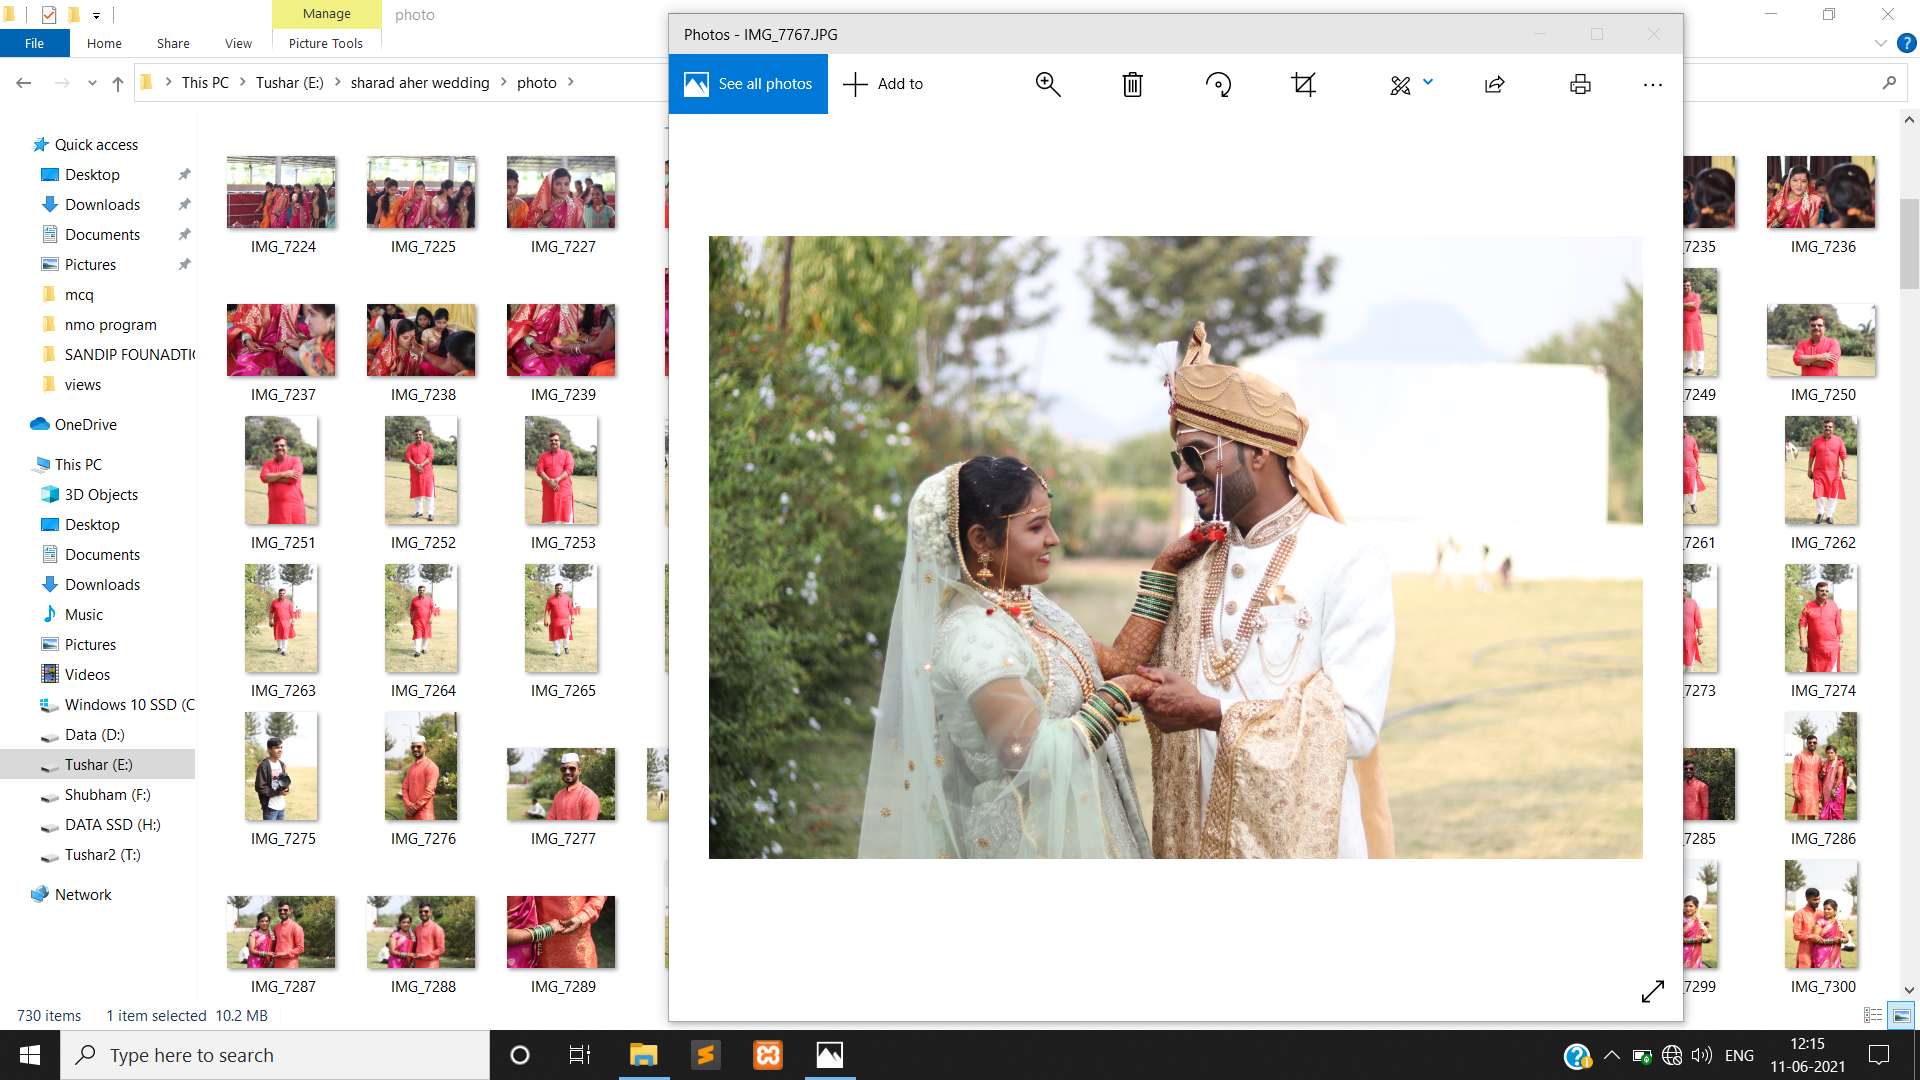 Manage
photo
File
Home
Share
View
Picture Tools
This PC
Tushar (E:)
sharad aher wedding
photo
Photos - IMG_7767.JPG
See all photos
Add to
Quick access
Desktop
Downloads
Documents
Pictures
mcq
nmo program
SANDIP FOUNADTI
views
OneDrive
This PC
3D Objects
Desktop
Documents
Downloads
Music
Pictures
Videos
Windows 10 SSD (C
Data (D:)
Tushar (E:)
Shubham (F:)
DATA SSD (H:)
Tushar2 (T:)
Network
IMG_7224 IMG_7225 IMG_7227 7235 IMG_7236
IMG_7237 IMG_7238 IMG_7239 7249 IMG_7250
IMG_7251 IMG_7252 IMG_7253 7261 IMG_7262
IMG_7263 IMG_7264 IMG_7265 7273 IMG_7274
IMG_7275 IMG_7276 IMG_7277 7285 IMG_7286
IMG_7287 IMG_7288 IMG_7289 7299 IMG_7300
730 items 1 item selected 10.2 MB
Type here to search
ENG
12:15
11-06-2021